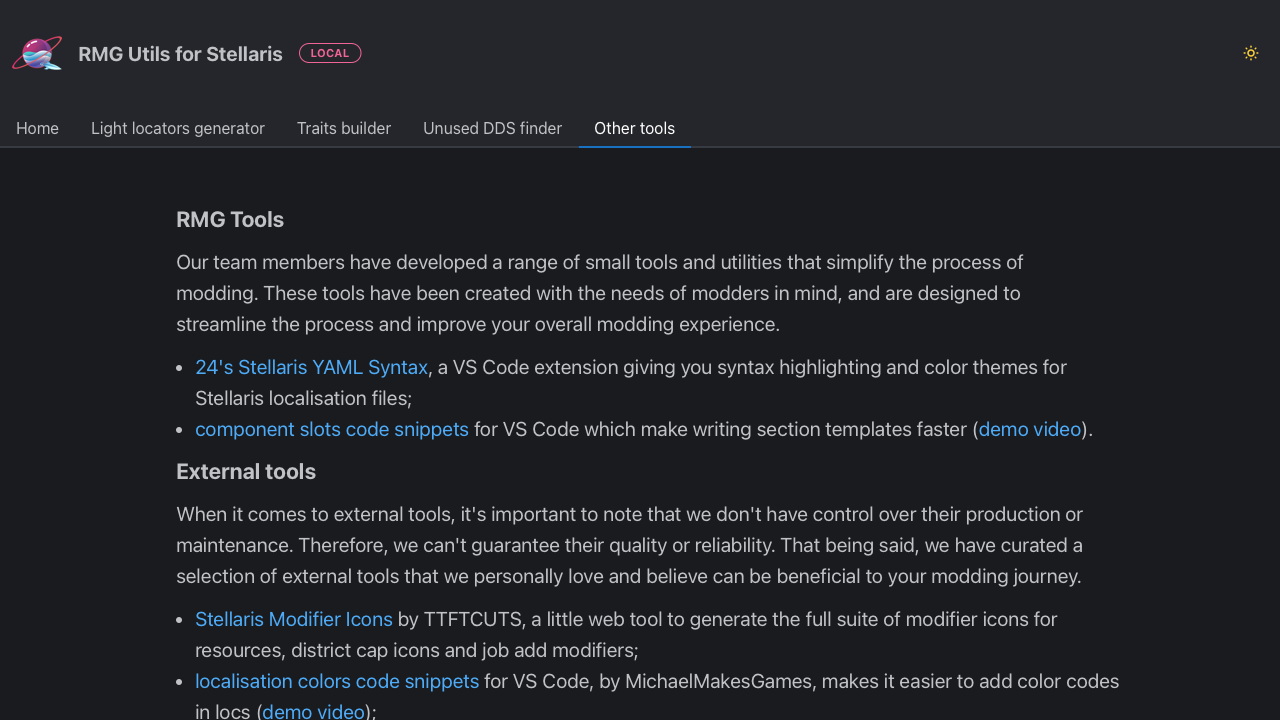 RMG Utils for Stellaris
LOCAL
Home
Light locators generator
Traits builder
Unused DDS finder
Other tools
RMG Tools
Our team members have developed a range of small tools and utilities that simplify the process of
modding. These tools have been created with the needs of modders in mind, and are designed to
streamline the process and improve your overall modding experience.
24's Stellaris YAML Syntax, a VS Code extension giving you syntax highlighting and color themes for
Stellaris localisation files;
component slots code snippets for VS Code which make writing section templates faster (demo video).
External tools
When it comes to external tools, it's important to note that we don't have control over their production or
maintenance. Therefore, we can't guarantee their quality or reliability. That being said, we have curated a
selection of external tools that we personally love and believe can be beneficial to your modding journey.
Stellaris Modifier Icons by TTFTCUTS, a little web tool to generate the full suite of modifier icons for
resources, district cap icons and job add modifiers;
localisation colors code snippets for VS Code, by MichaelMakesGames, makes it easier to add color codes
in locs (demo video);